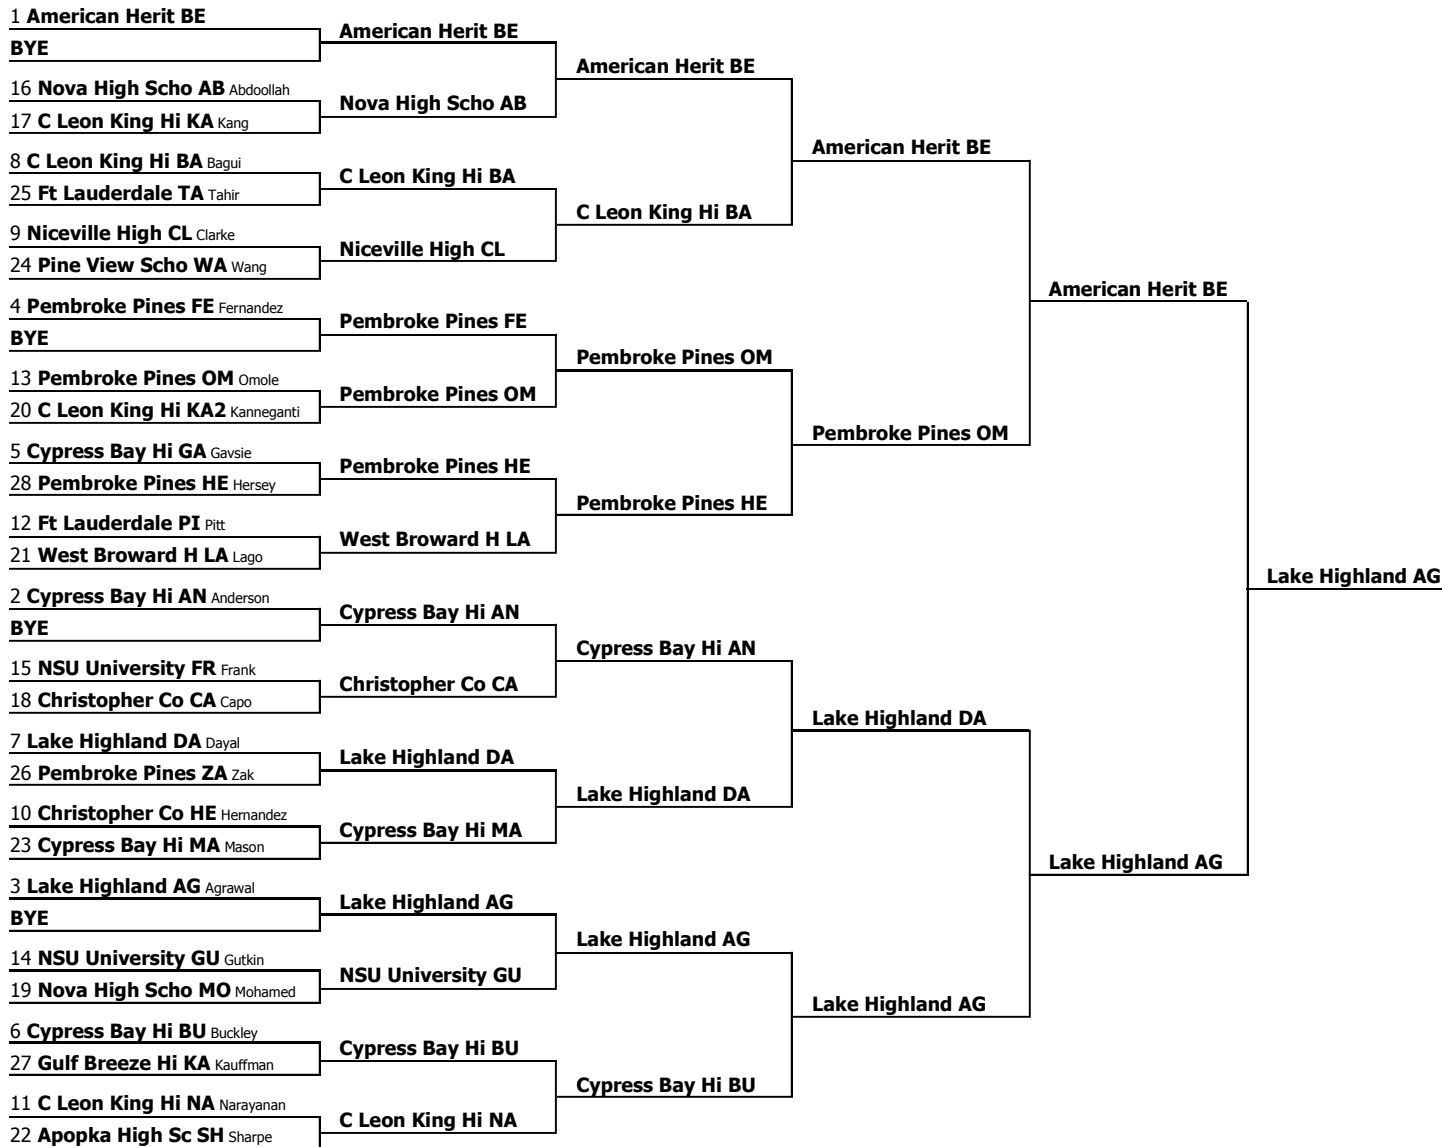 1 American Herit BE
BYE
16 Nova High Scho AB Abdoollah
17 C Leon King Hi KA Kang
8 C Leon King Hi BA Bagui
25 Ft Lauderdale TA Tahir
9 Niceville High CL Clarke
24 Pine View Scho WA Wang
4 Pembroke Pines FE Fernandez
BYE
13 Pembroke Pines OM Omole
20 C Leon King Hi KA2 Kanneganti
5 Cypress Bay Hi GA Gavsie
28 Pembroke Pines HE Hersey
12 Ft Lauderdale PI Pitt
21 West Broward H LA Lago
2 Cypress Bay Hi AN Anderson
BYE
15 NSU University FR Frank
18 Christopher Co CA Capo
7 Lake Highland DA Dayal
26 Pembroke Pines ZA Zak
10 Christopher Co HE Hernandez
23 Cypress Bay Hi MA Mason
3 Lake Highland AG Agrawal
BYE
14 NSU University GU Gutkin
19 Nova High Scho MO Mohamed
6 Cypress Bay Hi BU Buckley
27 Gulf Breeze Hi KA Kauffman
11 C Leon King Hi NA Narayanan
22 Apopka High Sc SH Sharpe
American Herit BE
Nova High Scho AB
C Leon King Hi BA
Niceville High CL
Pembroke Pines FE
Pembroke Pines OM
Pembroke Pines HE
West Broward H LA
Cypress Bay Hi AN
Christopher Co CA
Lake Highland DA
Cypress Bay Hi MA
Lake Highland AG
NSU University GU
Cypress Bay Hi BU
C Leon King Hi NA
American Herit BE
C Leon King Hi BA
Pembroke Pines OM
Pembroke Pines HE
Cypress Bay Hi AN
Lake Highland DA
Lake Highland AG
Cypress Bay Hi BU
American Herit BE
Pembroke Pines OM
Lake Highland DA
Lake Highland AG
American Herit BE
Lake Highland AG
Lake Highland AG